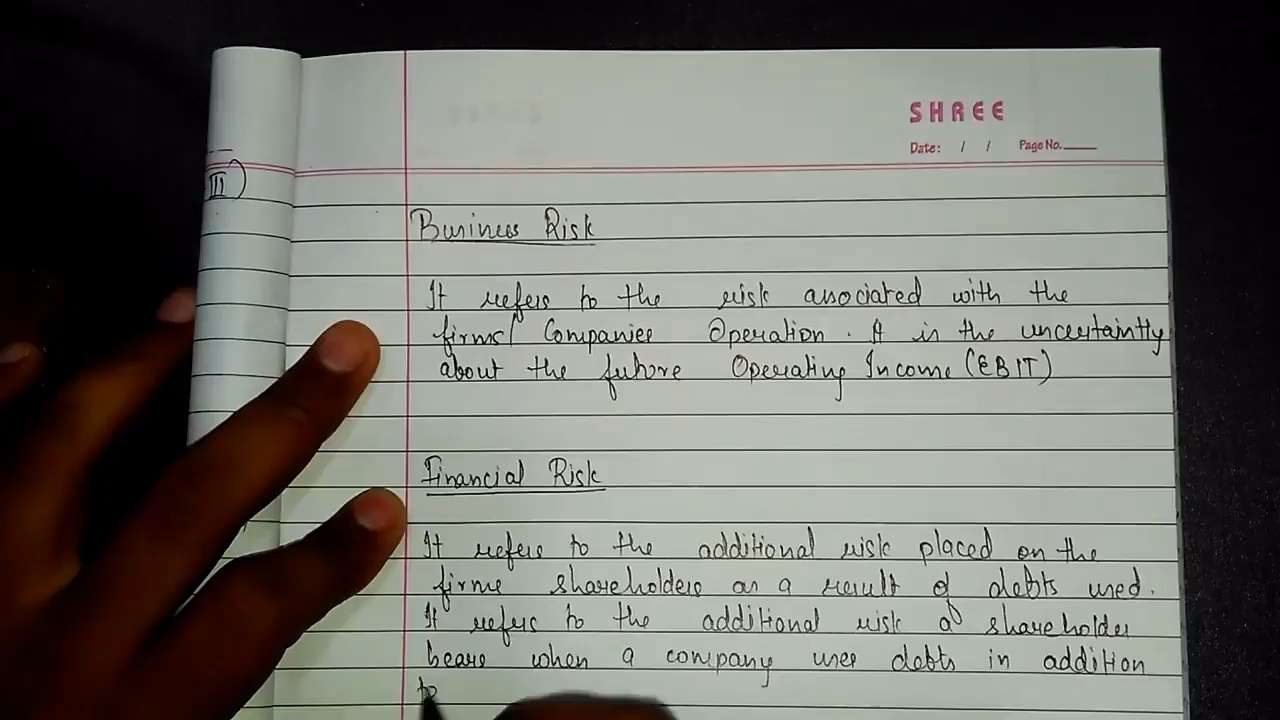 SHREE
Date: / / Page No.
III)
Business Risk
It refers to the risk associated with the
firms/ Companies Operation. It is the uncertaintly
about the future Operating Income (EBIT)
Financial Risk
It refers to the additional risk placed on the
firms shareholders as a result of debts used.
It refers to the additional risk a shareholder
bears when a company uses debts in addition
to